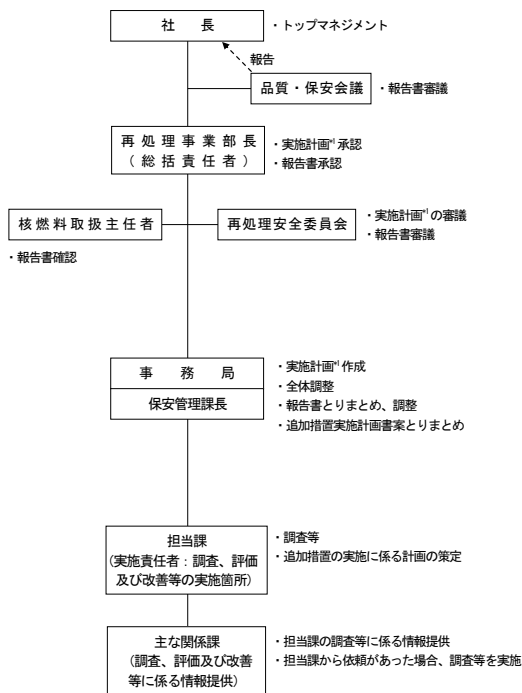 社長
・トップマネジメント
報告
品質・保安会議
・報告書審議
再処理事業部長
(総括責任者)
・実施計画*1 承認
・報告書承認
核燃料取扱主任者
・報告書確認
再処理安全委員会
・実施計画*1 の審議
・報告書審議
事務局
保安管理課長
・実施計画*1 作成
・全体調整
・報告書とりまとめ、調整
・追加措置実施計画書案とりまとめ
担当課
(実施責任者:調査、評価
及び改善等の実施箇所)
・調査等
・追加措置の実施に係る計画の策定
主な関係課
(調査、評価及び改善
等に係る情報提供)
・担当課の調査等に係る情報提供
・担当課から依頼があった場合、調査等を実施